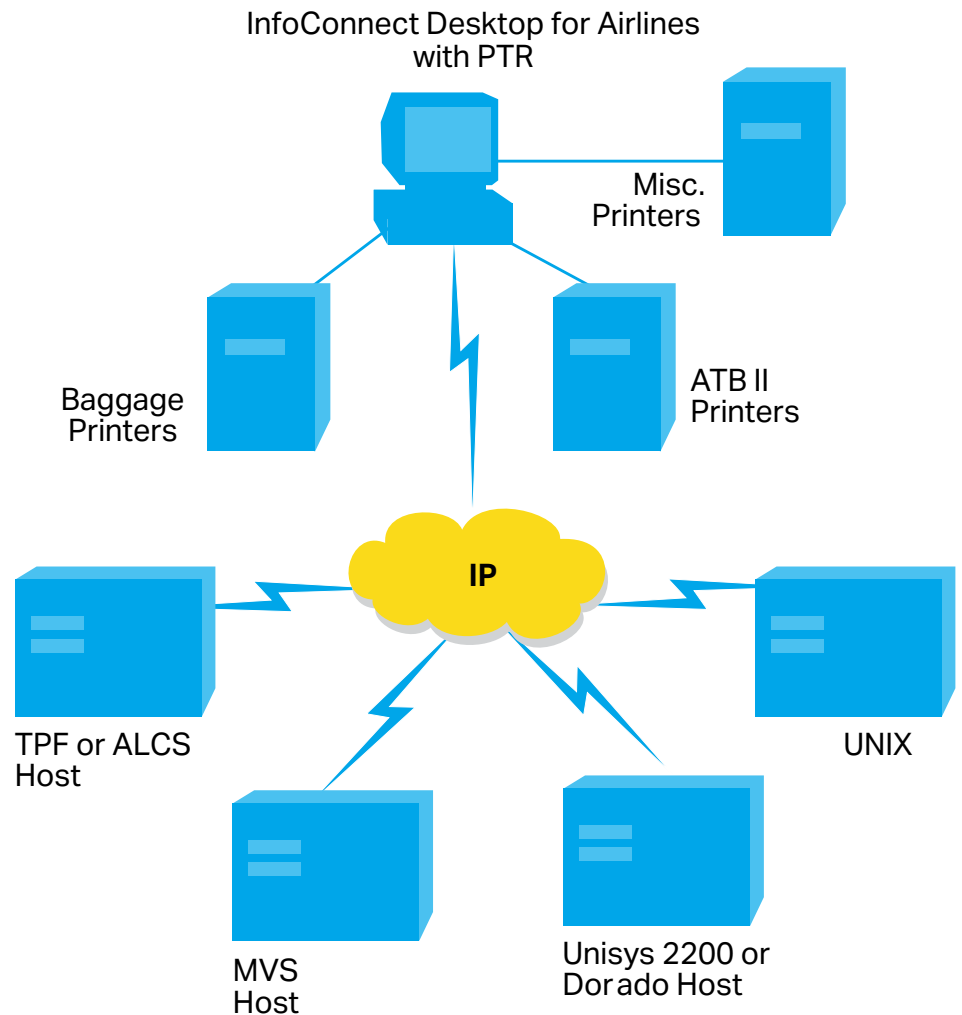 InfoConnect Desktop for Airlines
with PTR
Misc.
Printers
Baggage
Printers
ATB II
Printers
IP
TPF or ALCS
Host
UNIX
MVS
Host
Unisys 2200 or
Dorado Host